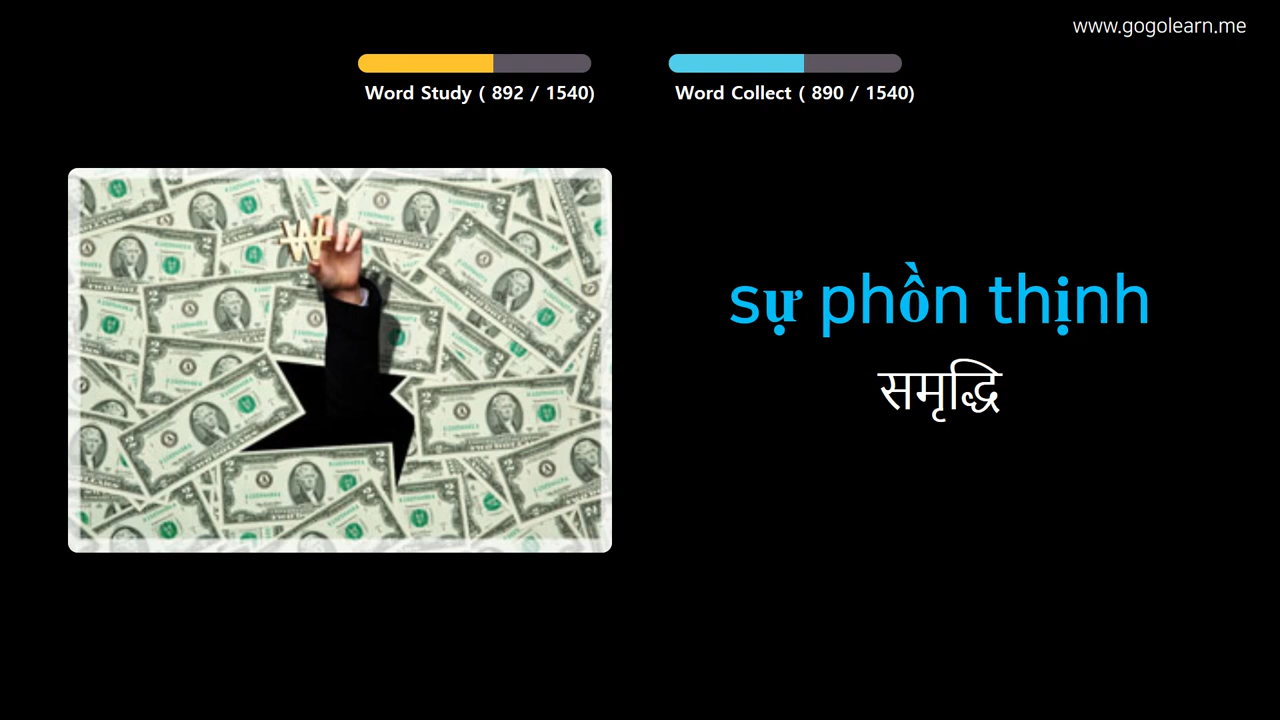 www.gogolearn.me
Word Study ( 892 / 1540)
Word Collect ( 890 / 1540)
sự phồn thịnh
समृद्धि